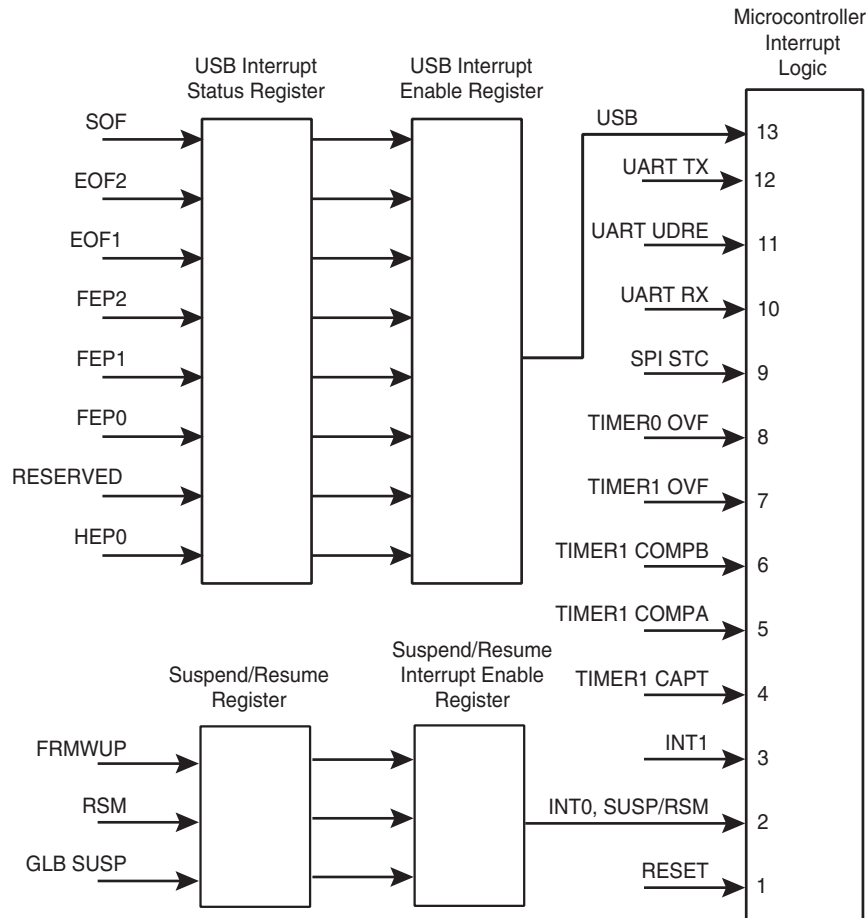 Microcontroller
Interrupt
Logic
USB Interrupt
Status Register
USB Interrupt
Enable Register
SOF
EOF2
EOF1
FEP2
FEP1
FEP0
RESERVED
HEP0
USB
13
UART TX
12
UART UDRE
11
UART RX
10
SPI STC
9
TIMER0 OVF
8
TIMER1 OVF
7
TIMER1 COMPB
6
TIMER1 COMPA
5
TIMER1 CAPT
4
INT1
3
INT0, SUSP/RSM
2
RESET
1
Suspend/Resume
Register
Suspend/Resume
Interrupt Enable
Register
FRMWUP
RSM
GLB SUSP